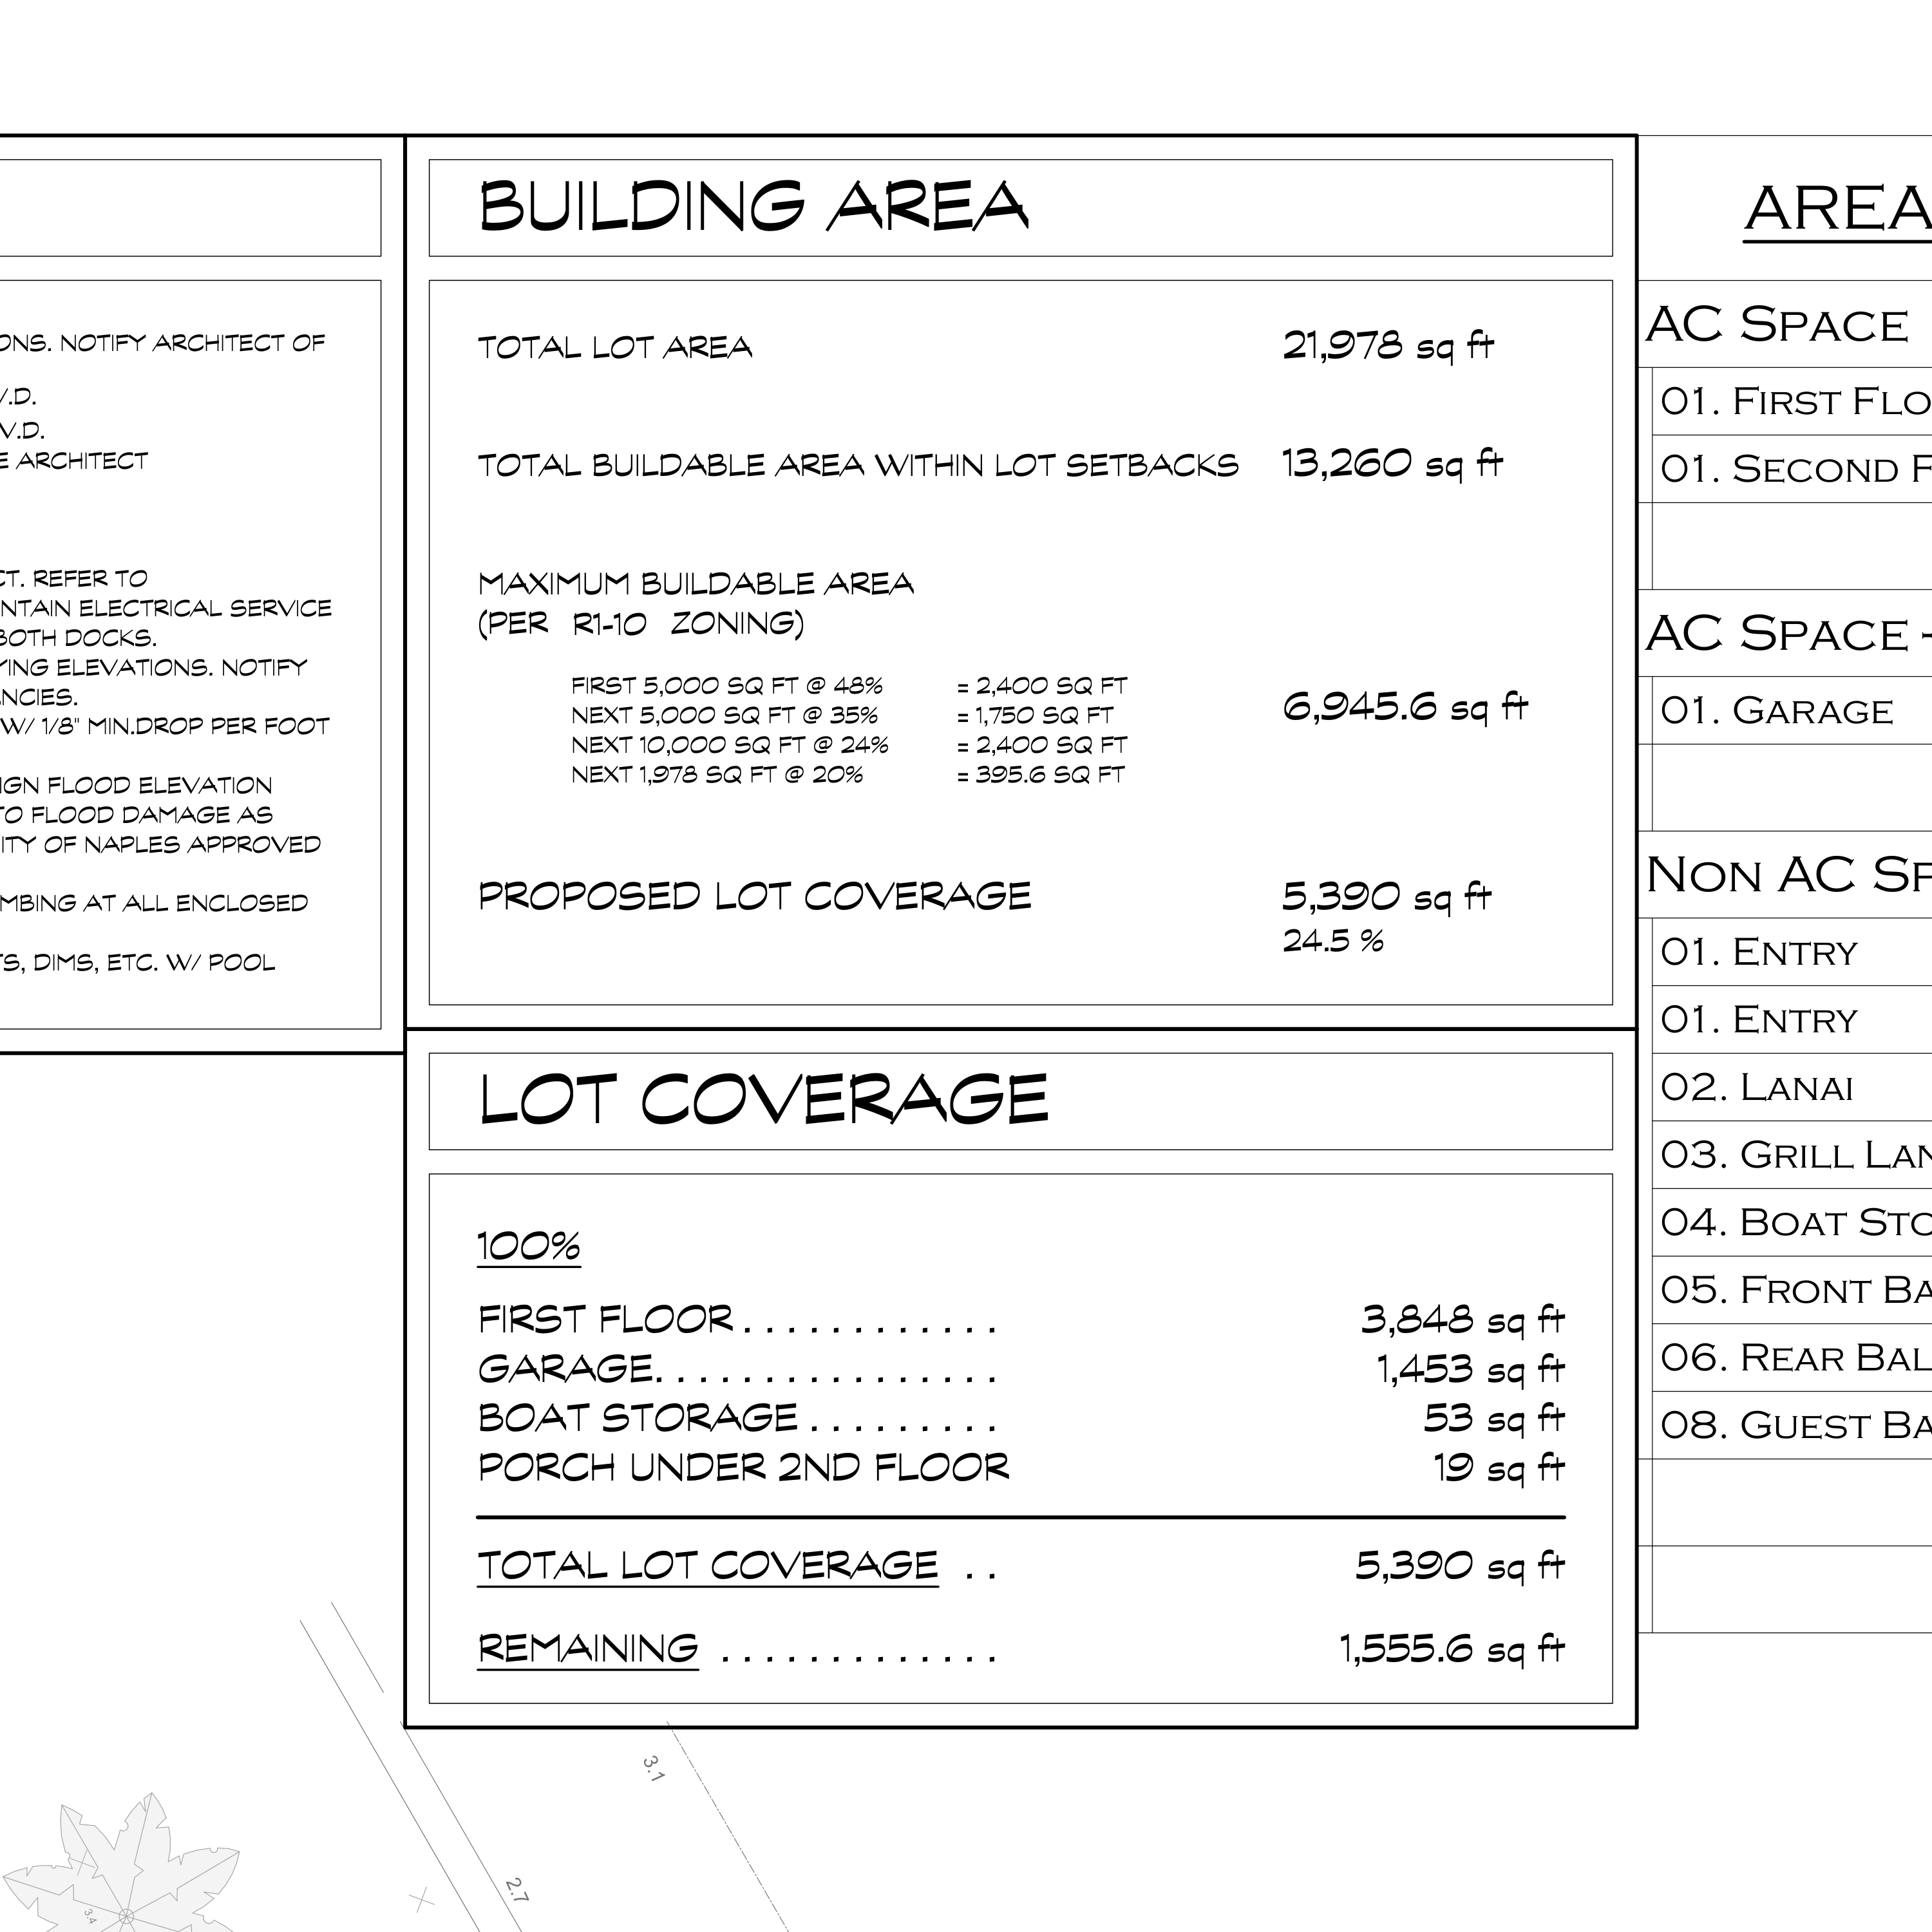 ONS. NOTIFY ARCHITECT OF
V.D.
V.D.
E ARCHITECT
CT. REFER TO
NTAIN ELECTRICAL SERVICE
BOTH DOCKS.
YING ELEVATIONS. NOTIFY
NCIES.
W/ 1/8" MIN.DROP PER FOOT
IGN FLOOD ELEVATION
TO FLOOD DAMAGE AS
ITY OF NAPLES APPROVED
MBING AT ALL ENCLOSED
TS, DIMS, ETC. W/ POOL
BUILDING AREA
TOTAL LOT AREA 21,978 sq ft
TOTAL BUILDABLE AREA WITHIN LOT SETBACKS 13,260 sq ft
MAXIMUM BUILDABLE AREA
(PER R1-10 ZONING)
FIRST 5,000 SQ FT @ 48% = 2,400 SQ FT
NEXT 5,000 SQ FT @ 35% = 1,750 SQ FT
6,945.6 sq ft
NEXT 10,000 SQ FT @ 24% = 2,400 SQ FT
NEXT 1,978 SQ FT @ 20% = 395.6 SQ FT
PROPOSED LOT COVERAGE 5,390 sq ft
24.5 %
LOT COVERAGE
100%
FIRST FLOOR . . . . . . . . . . . . 3,848 sq ft
GARAGE. . . . . . . . . . . . . . . . 1,453 sq ft
BOAT STORAGE . . . . . . . . . 53 sq ft
PORCH UNDER 2ND FLOOR 19 sq ft
TOTAL LOT COVERAGE . . 5,390 sq ft
REMAINING . . . . . . . . . . . . . 1,555.6 sq ft
AREA
AC SPACE
01. FIRST FLO
01. SECOND F
AC SPACE -
01. GARAGE
NON AC SP
01. ENTRY
01. ENTRY
02. LANAI
03. GRILL LAN
04. BOAT STO
05. FRONT BA
06. REAR BAL
08. GUEST BA
3.1
2.7
3.4